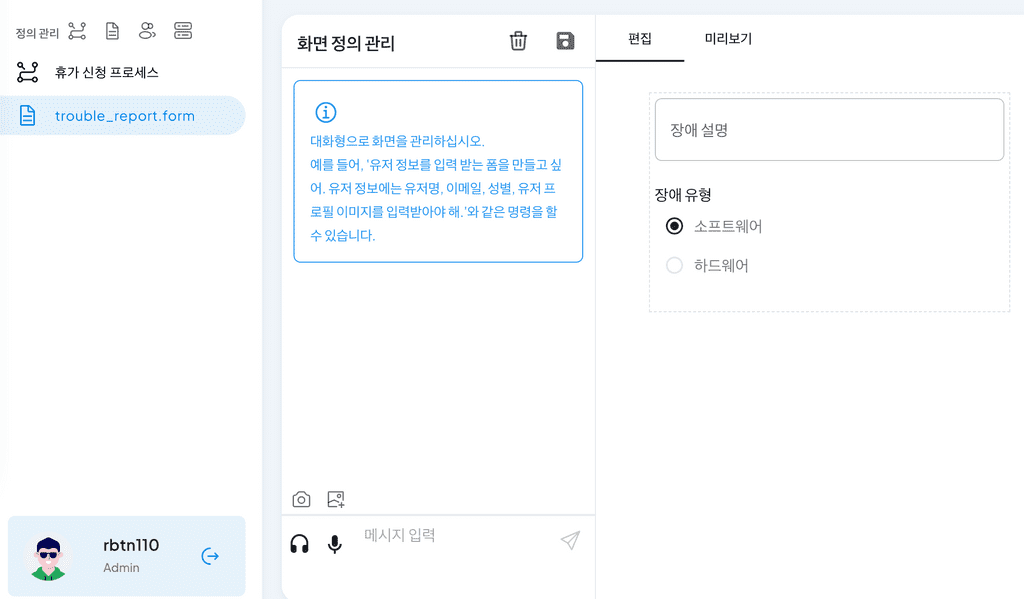 정의 관리
휴가 신청 프로세스
trouble_report.form
rbtn110
Admin
화면 정의 관리
대화형으로 화면을 관리하십시오.
예를 들어, '유저 정보를 입력 받는 폼을 만들고 싶
어. 유저 정보에는 유저명, 이메일, 성별, 유저 프
로필 이미지를 입력받아야 해.'와 같은 명령을 할
수 있습니다.
메시지 입력
편집
미리보기
장애 설명
장애 유형
소프트웨어
하드웨어